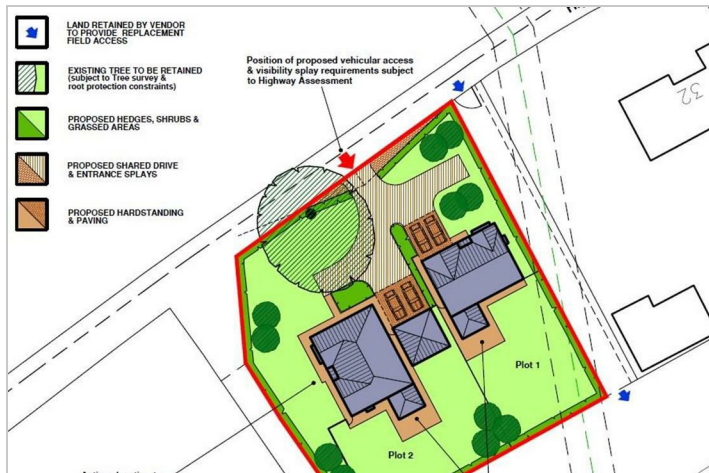 LAND RETAINED BY VENDOR
TO PROVIDE REPLACEMENT
FIELD ACCESS
EXISTING TREE TO BE RETAINED
(subject to Tree survey &
root protection constraints)
PROPOSED HEDGES, SHRUBS &
GRASSED AREAS
PROPOSED SHARED DRIVE
& ENTRANCE SPLAYS
PROPOSED HARDSTANDING
& PAVING
Position of proposed vehicular access
& visibility splay requirements subject
to Highway Assessment
32
Plot 1
Plot 2